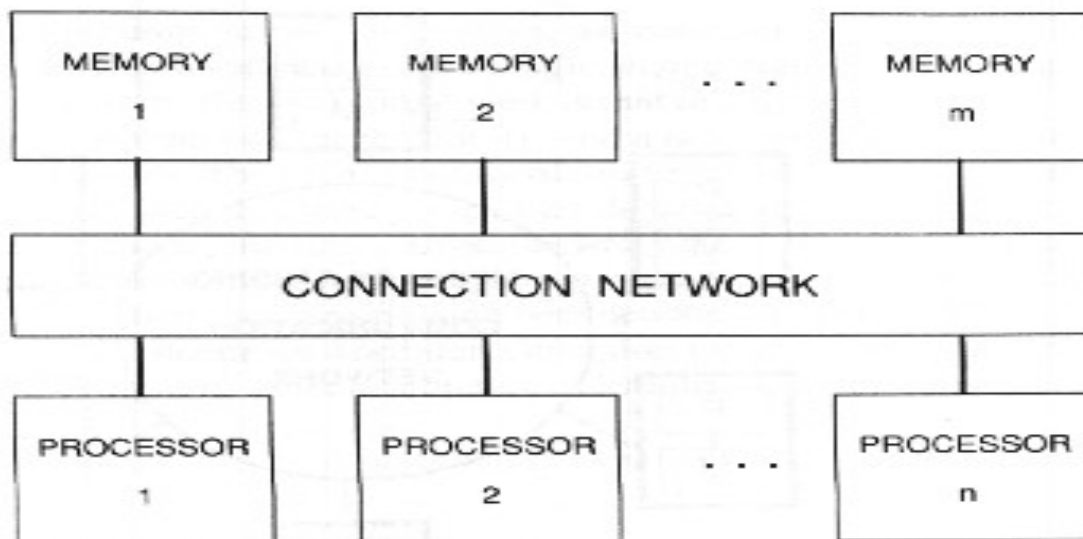 MEMORY
1
MEMORY
2
. . .
MEMORY
m
CONNECTION NETWORK
PROCESSOR
1
PROCESSOR
2
. . .
PROCESSOR
n